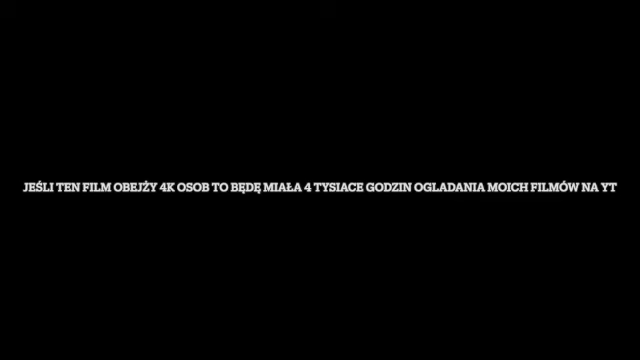 JEŚLI TEN FILM OBEJŻY 4K OSOB TO BĘDĘ MIAŁA 4 TYSIACE GODZIN OGLADANIA MOICH FILMÓW NA YT